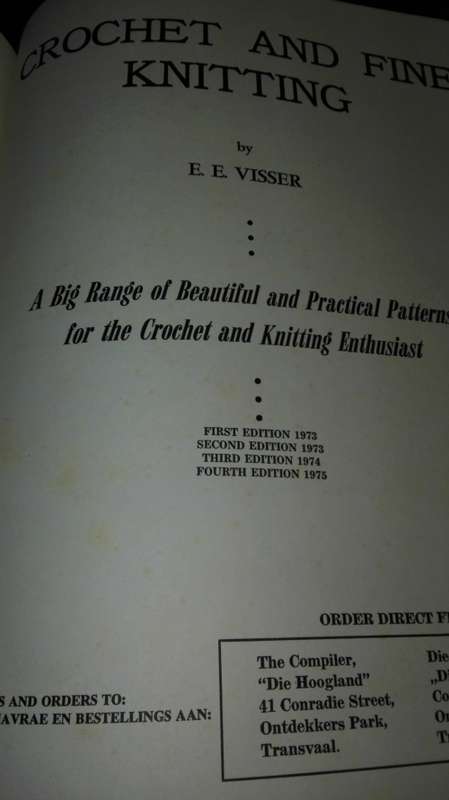 CROCHET AND FINE
KNITTING
by
E. E. VISSER
A Big Range of Beautiful and Practical Patterns
for the Crochet and Knitting Enthusiast
FIRST EDITION 1973
SECOND EDITION 1973
THIRD EDITION 1974
FOURTH EDITION 1975
ORDER DIRECT
S AND ORDERS TO:
NAVRAE EN BESTELLINGS AAN:
The Compiler,
"Die Hoogland"
41 Conradie Street,
Ontdekkers Park,
Transvaal.
Die